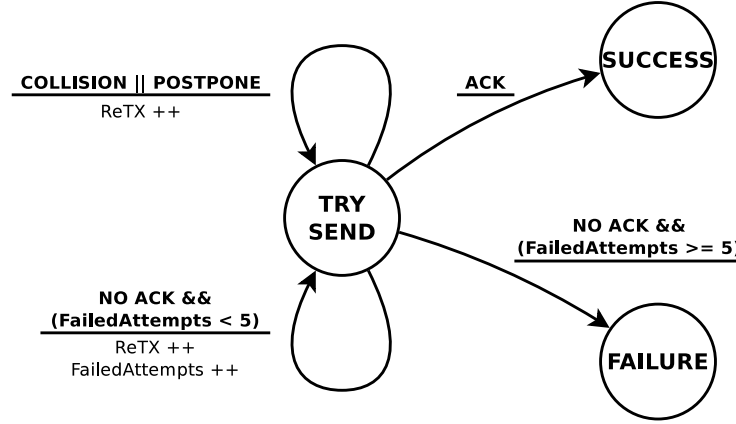 COLLISION || POSTPONE
ReTX ++
ACK
SUCCESS
TRY
SEND
NO ACK &&
(FailedAttempts >= 5)
NO ACK &&
(FailedAttempts < 5)
ReTX ++
FailedAttempts ++
FAILURE